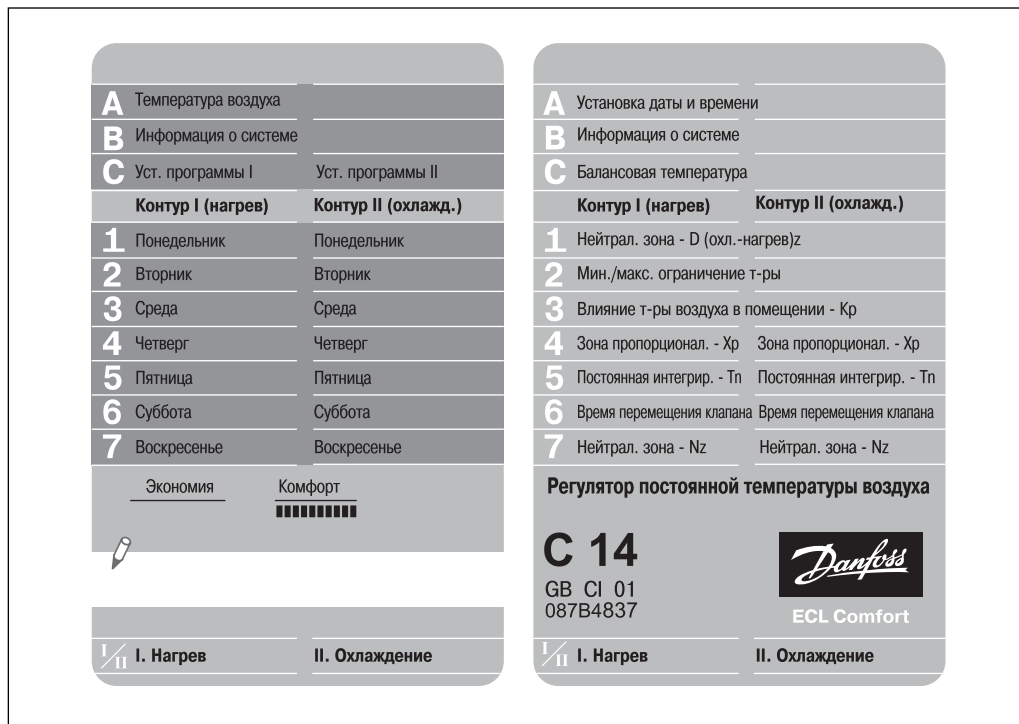 A Температура воздуха
B Информация о системе
C Уст. программы I Уст. программы II
Контур I (нагрев) Контур II (охлажд.)
1 Понедельник Понедельник
2 Вторник Вторник
3 Среда Среда
4 Четверг Четверг
5 Пятница Пятница
6 Суббота Суббота
7 Воскресенье Воскресенье
Экономия Комфорт
I/II I. Нагрев II. Охлаждение
A Установка даты и времени
B Информация о системе
C Балансовая температура
Контур I (нагрев) Контур II (охлажд.)
1 Нейтрал. зона - D (охл.-нагрев)z
2 Мин./макс. ограничение т-ры
3 Влияние т-ры воздуха в помещении - Кр
4 Зона пропорционал. - Хр Зона пропорционал. - Хр
5 Постоянная интегрир. - Tn Постоянная интегрир. - Tn
6 Время перемещения клапана Время перемещения клапана
7 Нейтрал. зона - Nz Нейтрал. зона - Nz
Регулятор постоянной температуры воздуха
C 14
GB CI 01
087B4837
Danfoss
ECL Comfort
I/II I. Нагрев II. Охлаждение